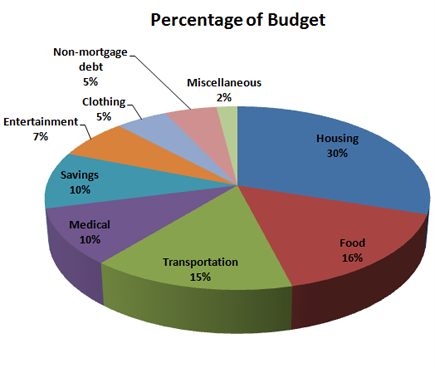 Percentage of Budget
Non-mortgage
debt
5%
Miscellaneous
2%
Clothing
5%
Entertainment
7%
Housing
30%
Savings
10%
Medical
10%
Food
16%
Transportation
15%